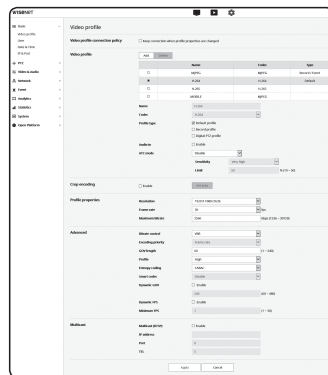 WISENET
Basic
Video profile
User
Date & Time
IP & Port
PTZ
Video & Audio
Network
Event
Analytics
Statistics
System
Open Platform
Video profile
Video profile connection policy
Keep connection when profile properties are changed
Video profile
Add Delete
Name Codec Type
MJPEG MJPEG Record/Event
H.264 H.264 Default
H.265 H.265
MOBILE MJPEG
Name H.264
Codec H.264
Profile type Default profile
Record profile
Digital PTZ profile
Audio-in Enable
ATC mode Disable
Sensitivity Very high
Limit
Crop encoding Enable
Profile properties
Resolution
Frame rate fps
Maximum bitrate
Advanced
Bitrate control VBR
Encoding priority Frame rate
GOV length
Profile High
Entropy coding CABAC
Smart codec Disable
Dynamic GOV Enable
Dynamic FPS Enable
Minimum FPS
Multicast
Multicast (RTSP) Enable
IP address
Port
TTL
Apply Cancel